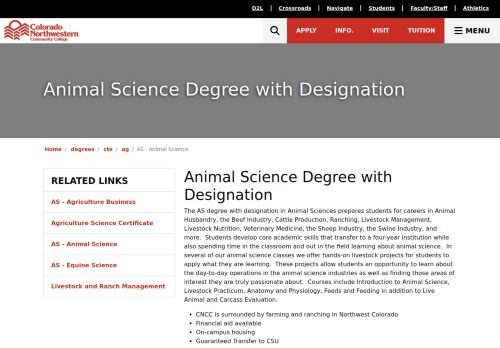 D2L | Crossroads | Navigate | Students | Faculty/Staff | Athletics
Colorado
Northwestern
Community College
APPLY INFO. VISIT TUITION MENU
Animal Science Degree with Designation
Home / degrees / cte / ag / AS - Animal Science
RELATED LINKS
AS - Agriculture Business
Agriculture Science Certificate
AS - Animal Science
AS - Equine Science
Livestock and Ranch Management
Animal Science Degree with
Designation
The AS degree with designation in Animal Sciences prepares students for careers in Animal
Husbandry, the Beef Industry, Cattle Production, Ranching, Livestock Management,
Livestock Nutrition, Veterinary Medicine, the Sheep Industry, the Swine Industry, and
more.  Students develop core academic skills that transfer to a four-year institution while
also spending time in the classroom and out in the field learning about animal science.  In
several of our animal science classes we offer hands-on livestock projects for students to
apply what they are learning.  These projects allow students an opportunity to learn about
the day-to-day operations in the animal science industries as well as finding those areas of
interest they are truly passionate about.  Courses include Introduction to Animal Science,
Livestock Practicum, Anatomy and Physiology, Feeds and Feeding in addition to Live
Animal and Carcass Evaluation.
• CNCC is surrounded by farming and ranching in Northwest Colorado
• Financial aid available
• On-campus housing
• Guaranteed Transfer to CSU